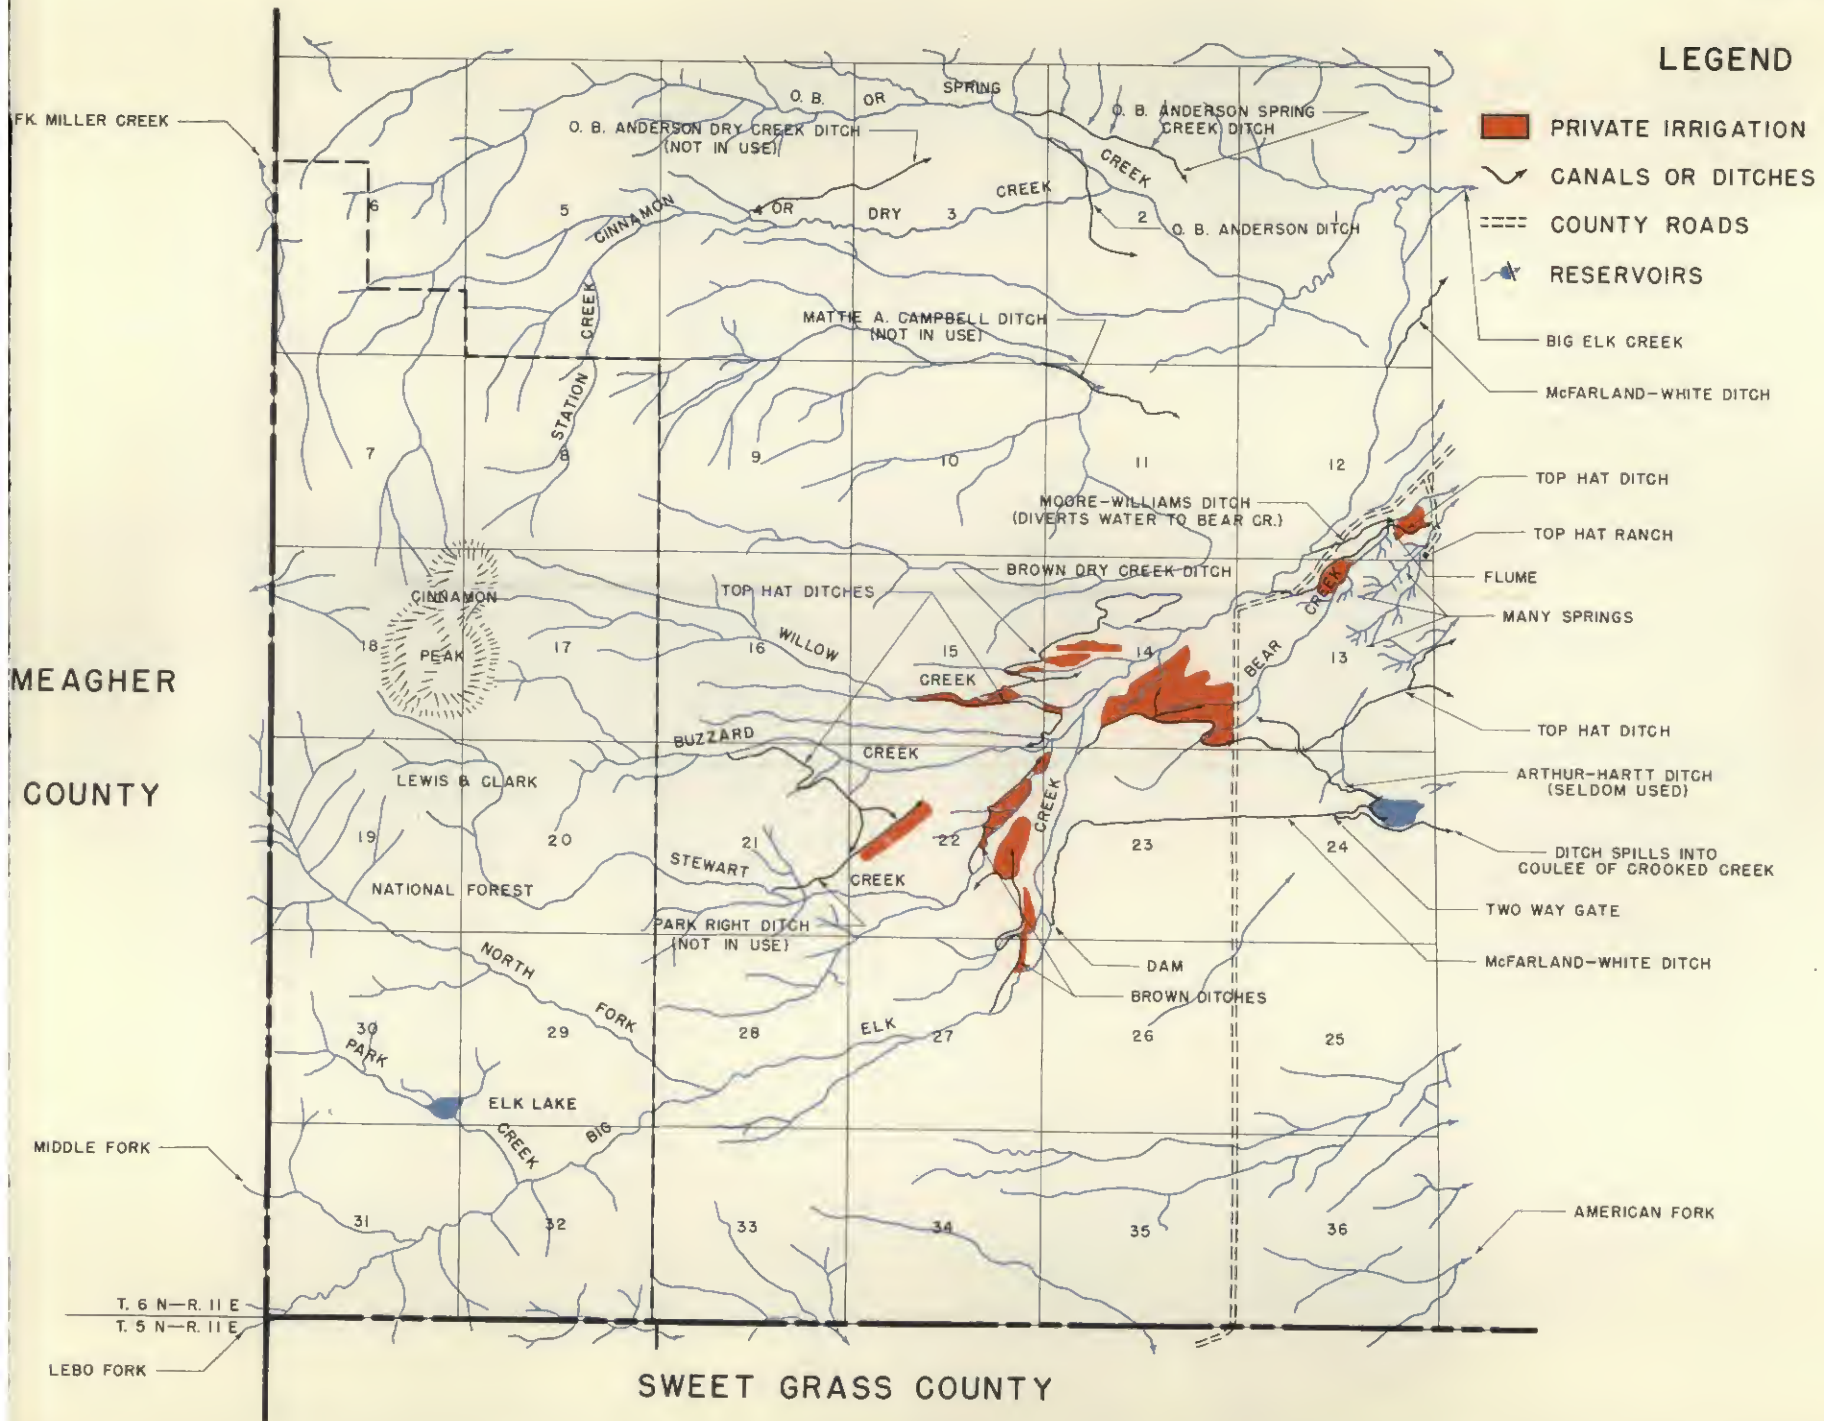 LEGEND
PRIVATE IRRIGATION
CANALS OR DITCHES
COUNTY ROADS
RESERVOIRS
FK. MILLER CREEK
O. B. OR SPRING
CREEK
O. B. ANDERSON DRY CREEK DITCH
(NOT IN USE)
O. B. ANDERSON SPRING
CREEK DITCH
6
5
CINNAMON
4
OR
DRY
3
CREEK
2
1
O. B. ANDERSON DITCH
STATION
CREEK
MATTIE A. CAMPBELL DITCH
(NOT IN USE)
BIG ELK CREEK
McFARLAND-WHITE DITCH
7
8
9
10
11
12
MOORE-WILLIAMS DITCH
(DIVERTS WATER TO BEAR CR.)
TOP HAT DITCH
TOP HAT RANCH
FLUME
MANY SPRINGS
BROWN DRY CREEK DITCH
TOP HAT DITCHES
CINNAMON
PEAK
18
17
16
WILLOW
CREEK
15
14
BEAR
CREEK
13
MEAGHER
COUNTY
TOP HAT DITCH
BUZZARD
CREEK
LEWIS & CLARK
ARTHUR-HARTT DITCH
(SELDOM USED)
19
20
21
22
CREEK
23
24
STEWART
CREEK
NATIONAL FOREST
DITCH SPILLS INTO
COULEE OF CROOKED CREEK
TWO WAY GATE
PARK RIGHT DITCH
(NOT IN USE)
McFARLAND-WHITE DITCH
DAM
BROWN DITCHES
NORTH
FORK
30
29
28
27
26
25
PARK
ELK LAKE
CREEK
BIG
ELK
MIDDLE FORK
31
32
33
34
35
36
AMERICAN FORK
T. 6 N-R. 11 E
T. 5 N-R. 11 E
LEBO FORK
SWEET GRASS COUNTY